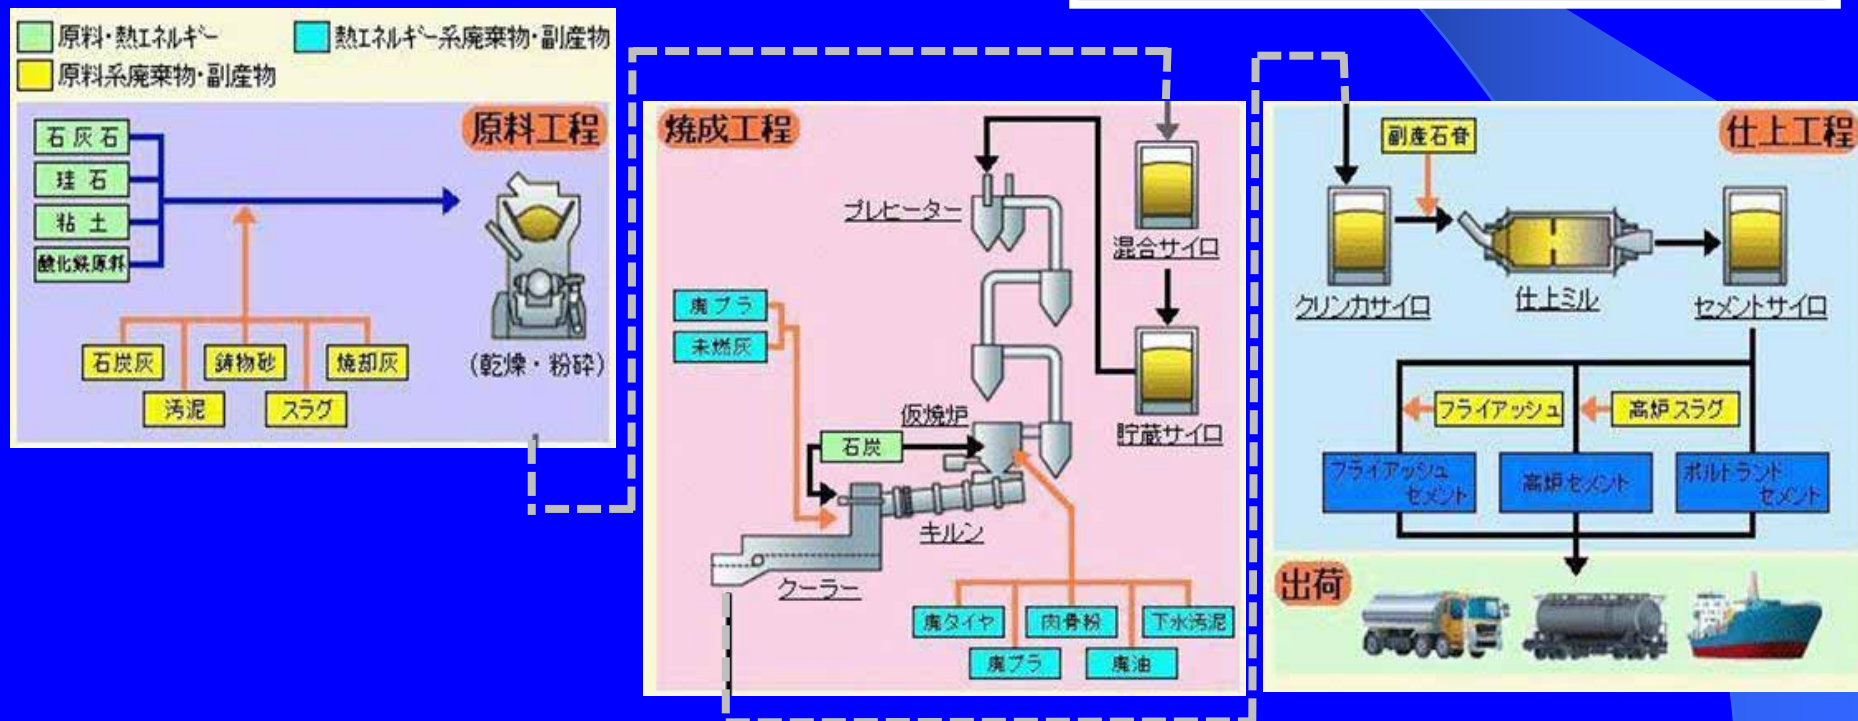 原料・熱エネルギー
熱エネルギー系廃棄物・副産物
原料系廃棄物・副産物
原料工程
石灰石
珪石
粘土
酸化鉄原料
石炭灰
鋳物砂
焼却灰
汚泥
スラグ
(乾燥・粉砕)
焼成工程
プレヒーター
混合サイロ
廃プラ
未燃灰
仮焼炉
石炭
貯蔵サイロ
キルン
クーラー
廃タイヤ
肉骨粉
下水汚泥
廃プラ
廃油
仕上工程
副産石膏
クリンカサイロ
仕上ミル
セメントサイロ
フライアッシュ
高炉スラグ
フライアッシュ
セメント
高炉セメント
ポルトランド
セメント
出荷